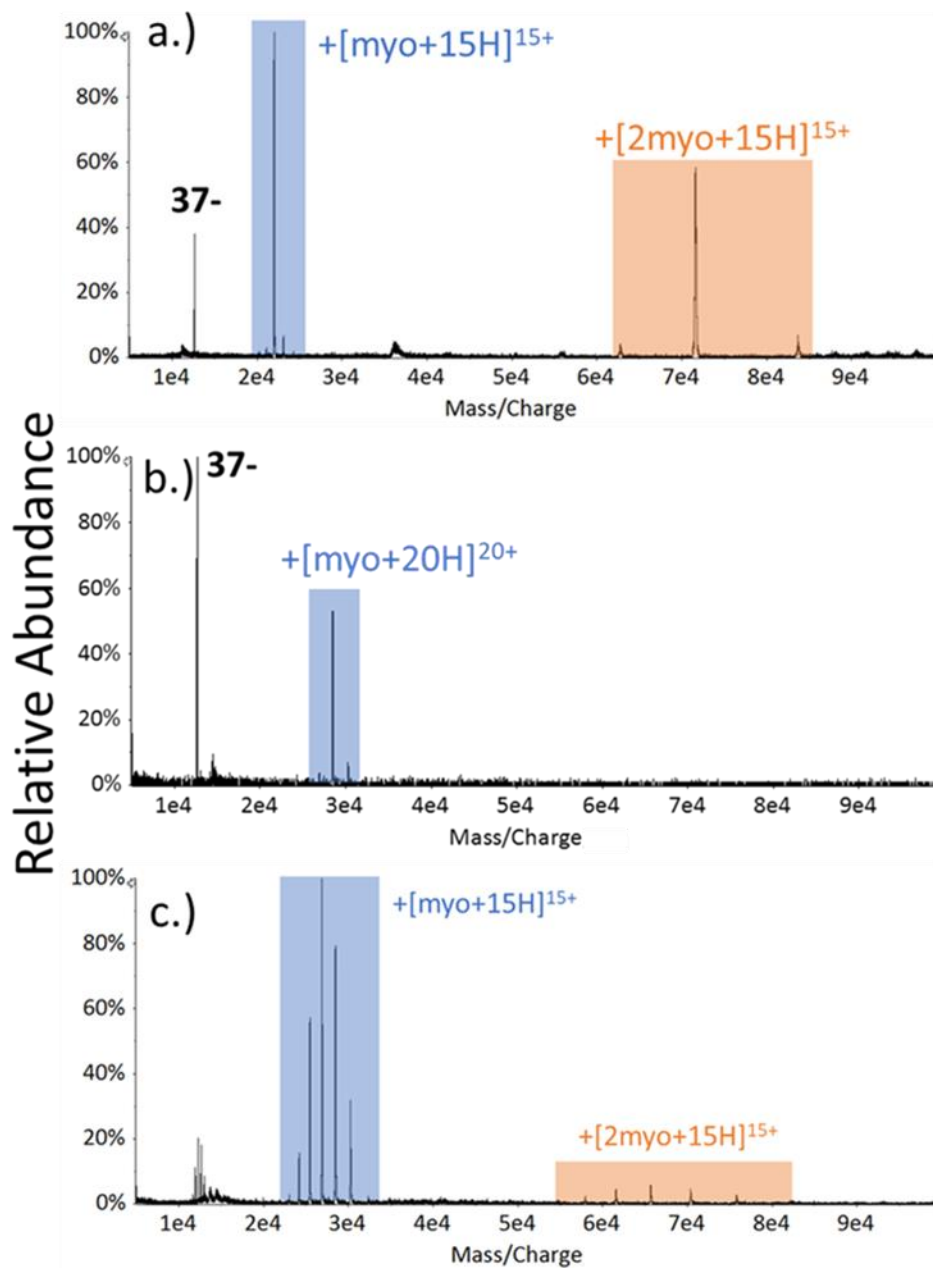 Relative Abundance
a.)
+[myo+15H]15+
+[2myo+15H]15+
37-
100%
80%
60%
40%
20%
0%
1e4 2e4 3e4 4e4 5e4 6e4 7e4 8e4 9e4
Mass/Charge
b.)
37-
+[myo+20H]20+
100%
80%
60%
40%
20%
0%
1e4 2e4 3e4 4e4 5e4 6e4 7e4 8e4 9e4
Mass/Charge
c.)
+[myo+15H]15+
+[2myo+15H]15+
100%
80%
60%
40%
20%
0%
1e4 2e4 3e4 4e4 5e4 6e4 7e4 8e4 9e4
Mass/Charge